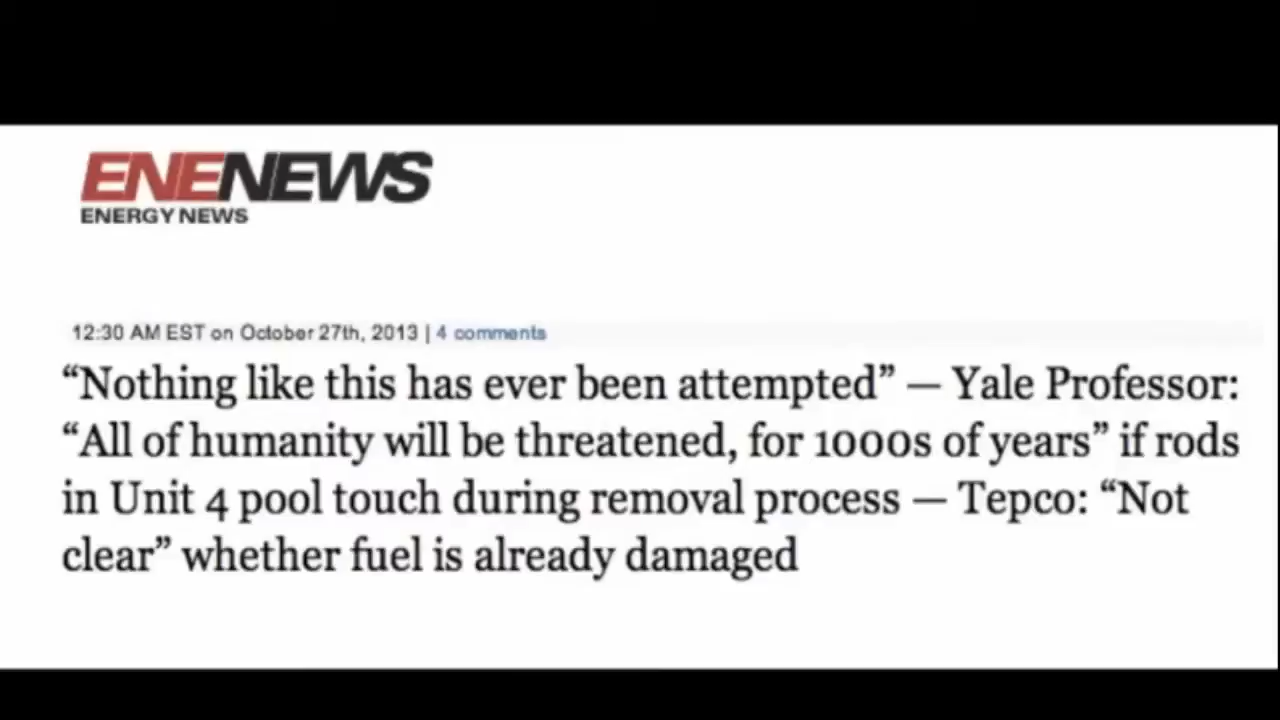 ENENEWS
ENERGY NEWS
12:30 AM EST on October 27th, 2013 | 4 comments
“Nothing like this has ever been attempted” — Yale Professor:
“All of humanity will be threatened, for 1000s of years” if rods
in Unit 4 pool touch during removal process — Tepco: “Not
clear” whether fuel is already damaged